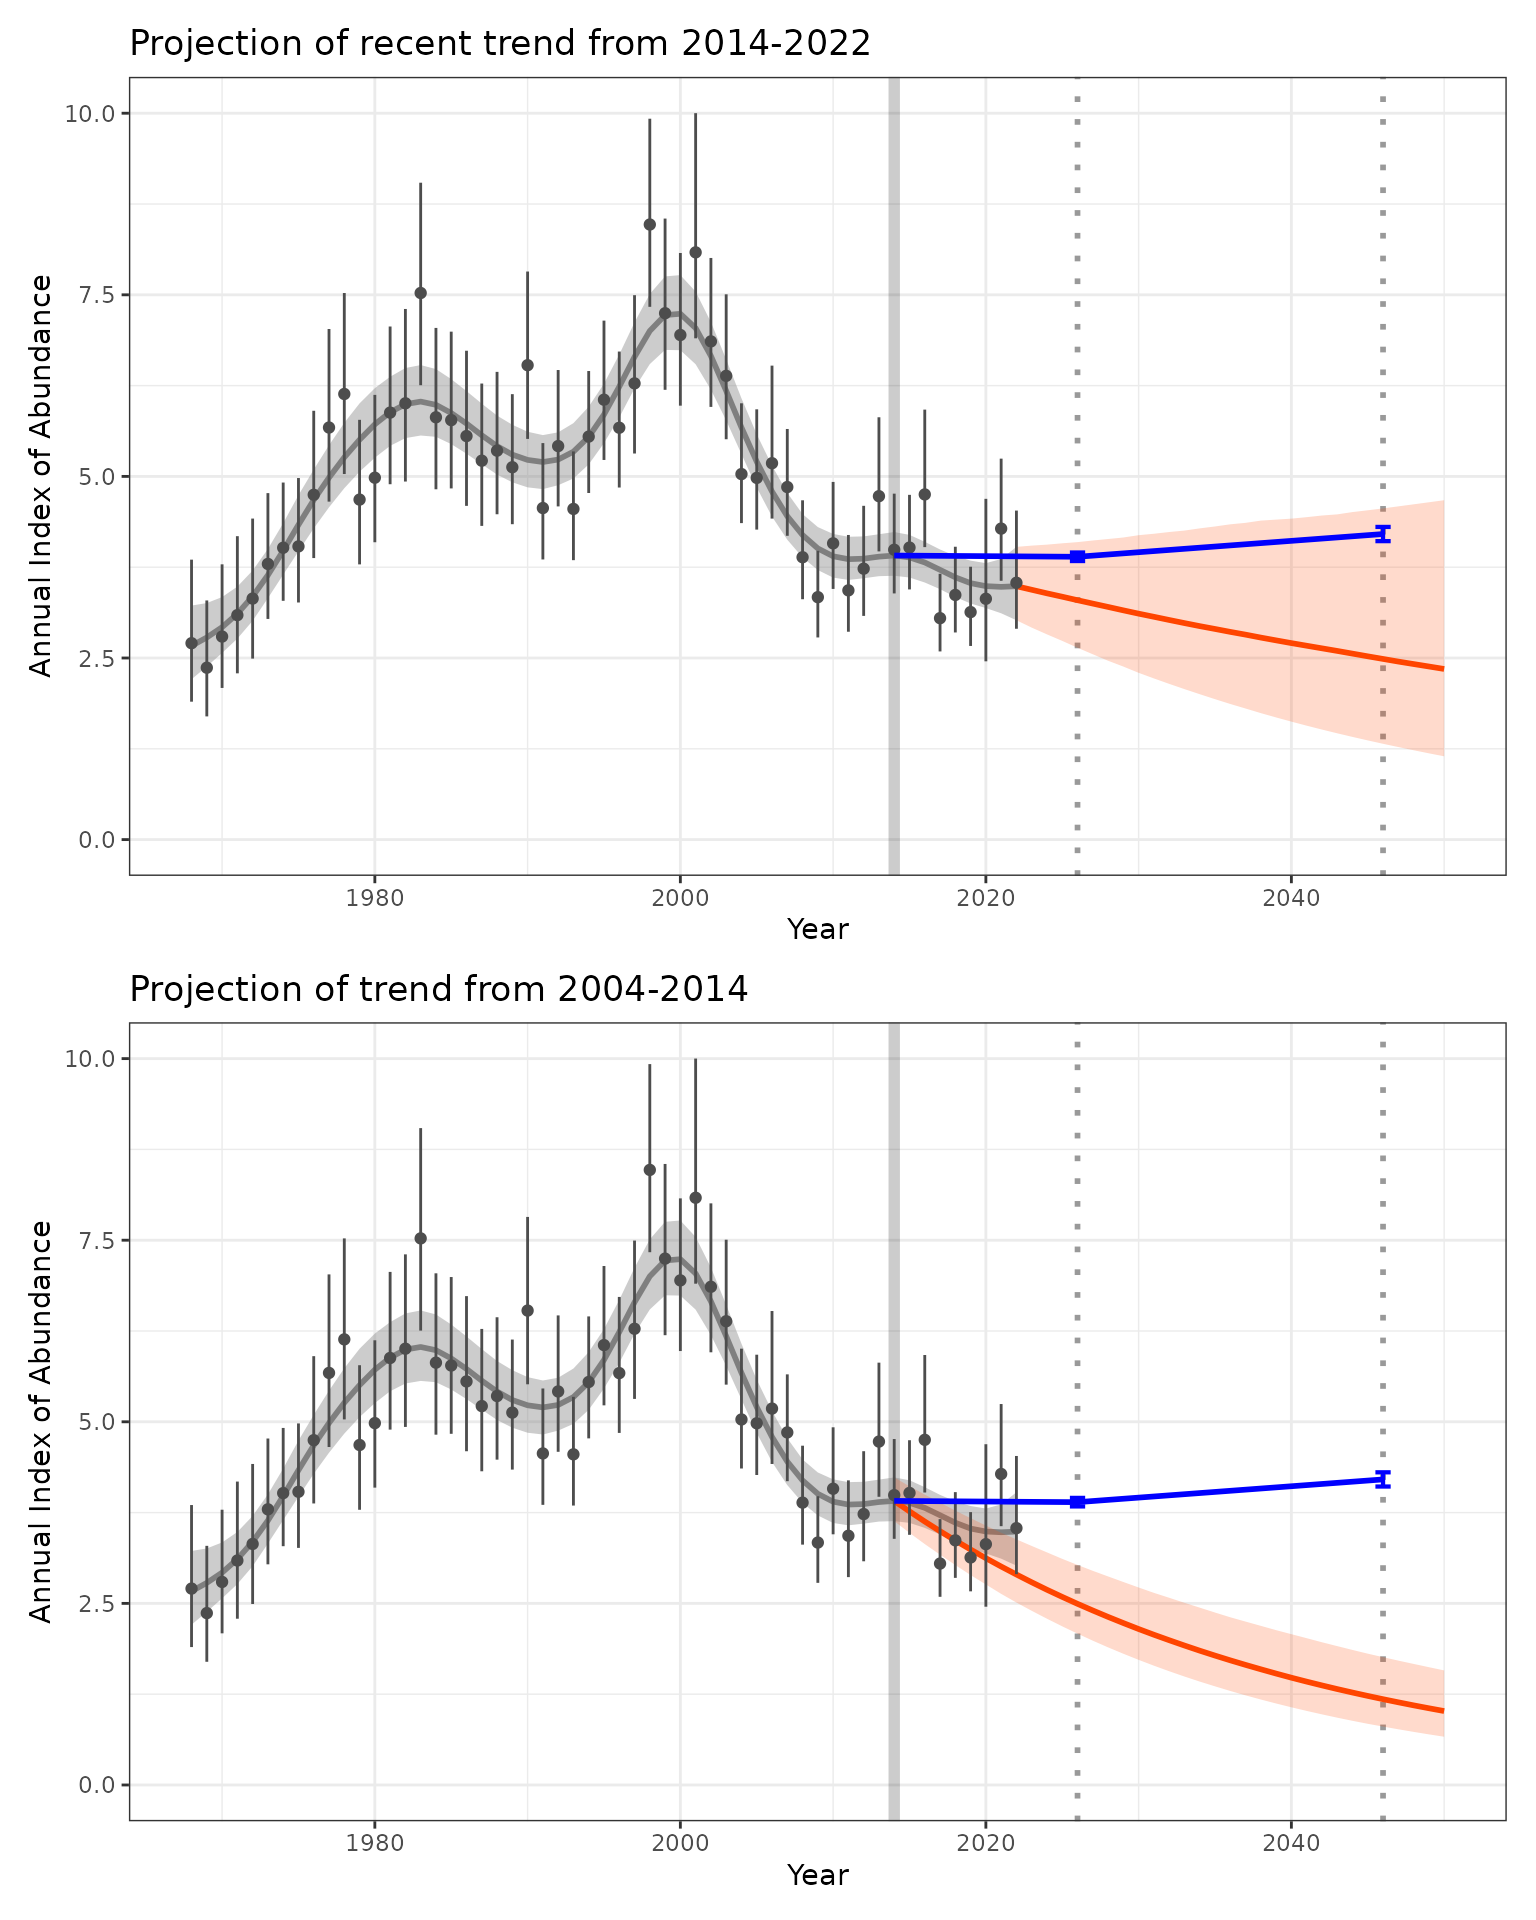 Projection of recent trend from 2014-2022
10.0
7.5
5.0
2.5
0.0
Annual Index of Abundance
1980 2000 2020 2040
Year
Projection of trend from 2004-2014
10.0
7.5
5.0
2.5
0.0
Annual Index of Abundance
1980 2000 2020 2040
Year